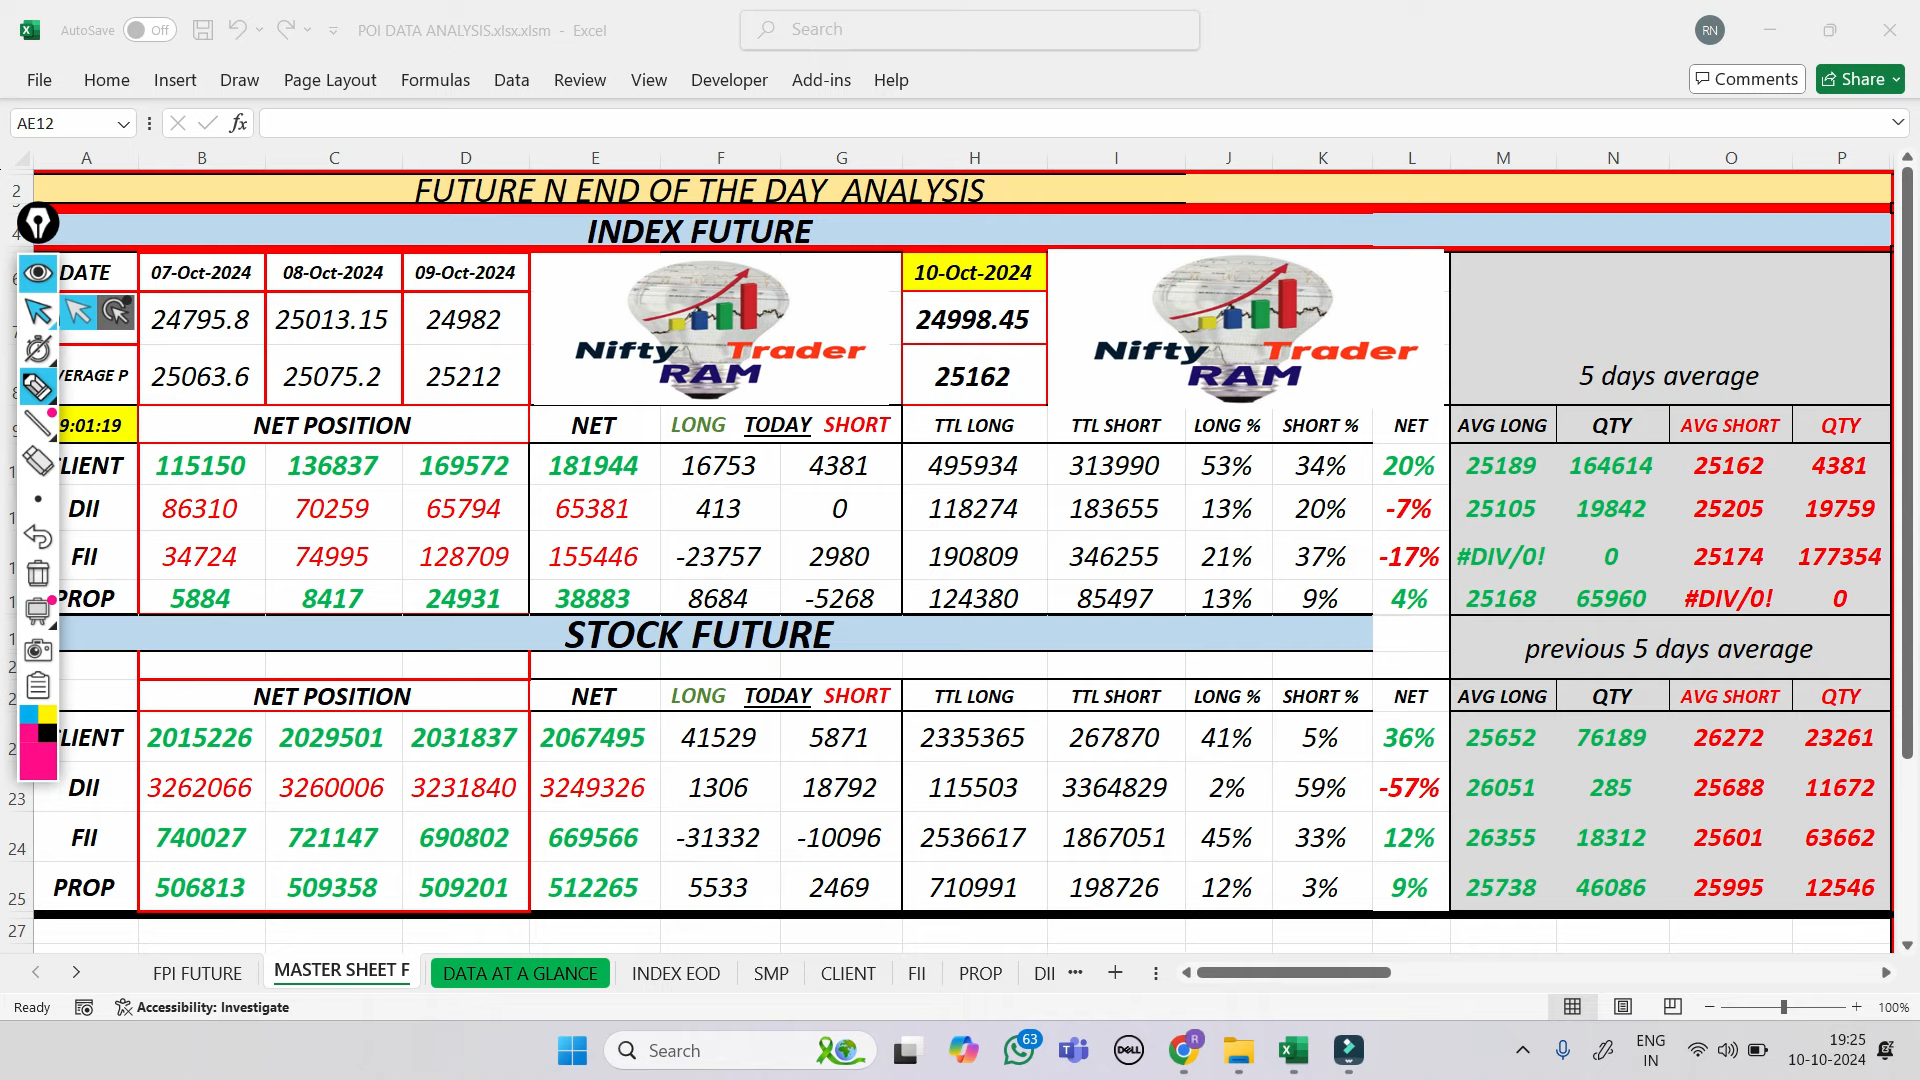 AutoSave Off POI DATA ANALYSIS.xlsx.xlsm - Excel Search RN
File Home Insert Draw Page Layout Formulas Data Review View Developer Add-ins Help Comments Share
AE12 fx
A B C D E F G H I J K L M N O P
2 FUTURE N END OF THE DAY ANALYSIS
4 INDEX FUTURE
DATE 07-Oct-2024 08-Oct-2024 09-Oct-2024 10-Oct-2024
24795.8 25013.15 24982 Nifty Trader RAM 24998.45 Nifty Trader RAM
VERAGE P 25063.6 25075.2 25212 25162 5 days average
9:01:19 NET POSITION NET LONG TODAY SHORT TTL LONG TTL SHORT LONG % SHORT % NET AVG LONG QTY AVG SHORT QTY
LIENT 115150 136837 169572 181944 16753 4381 495934 313990 53% 34% 20% 25189 164614 25162 4381
DII 86310 70259 65794 65381 413 0 118274 183655 13% 20% -7% 25105 19842 25205 19759
FII 34724 74995 128709 155446 -23757 2980 190809 346255 21% 37% -17% #DIV/0! 0 25174 177354
PROP 5884 8417 24931 38883 8684 -5268 124380 85497 13% 9% 4% 25168 65960 #DIV/0! 0
STOCK FUTURE previous 5 days average
NET POSITION NET LONG TODAY SHORT TTL LONG TTL SHORT LONG % SHORT % NET AVG LONG QTY AVG SHORT QTY
LIENT 2015226 2029501 2031837 2067495 41529 5871 2335365 267870 41% 5% 36% 25652 76189 26272 23261
23 DII 3262066 3260006 3231840 3249326 1306 18792 115503 3364829 2% 59% -57% 26051 285 25688 11672
24 FII 740027 721147 690802 669566 -31332 -10096 2536617 1867051 45% 33% 12% 26355 18312 25601 63662
25 PROP 506813 509358 509201 512265 5533 2469 710991 198726 12% 3% 9% 25738 46086 25995 12546
27
FPI FUTURE MASTER SHEET F DATA AT A GLANCE INDEX EOD SMP CLIENT FII PROP DII
Ready Accessibility: Investigate 100%
Search 63 DELL R ENG IN 19:25 10-10-2024